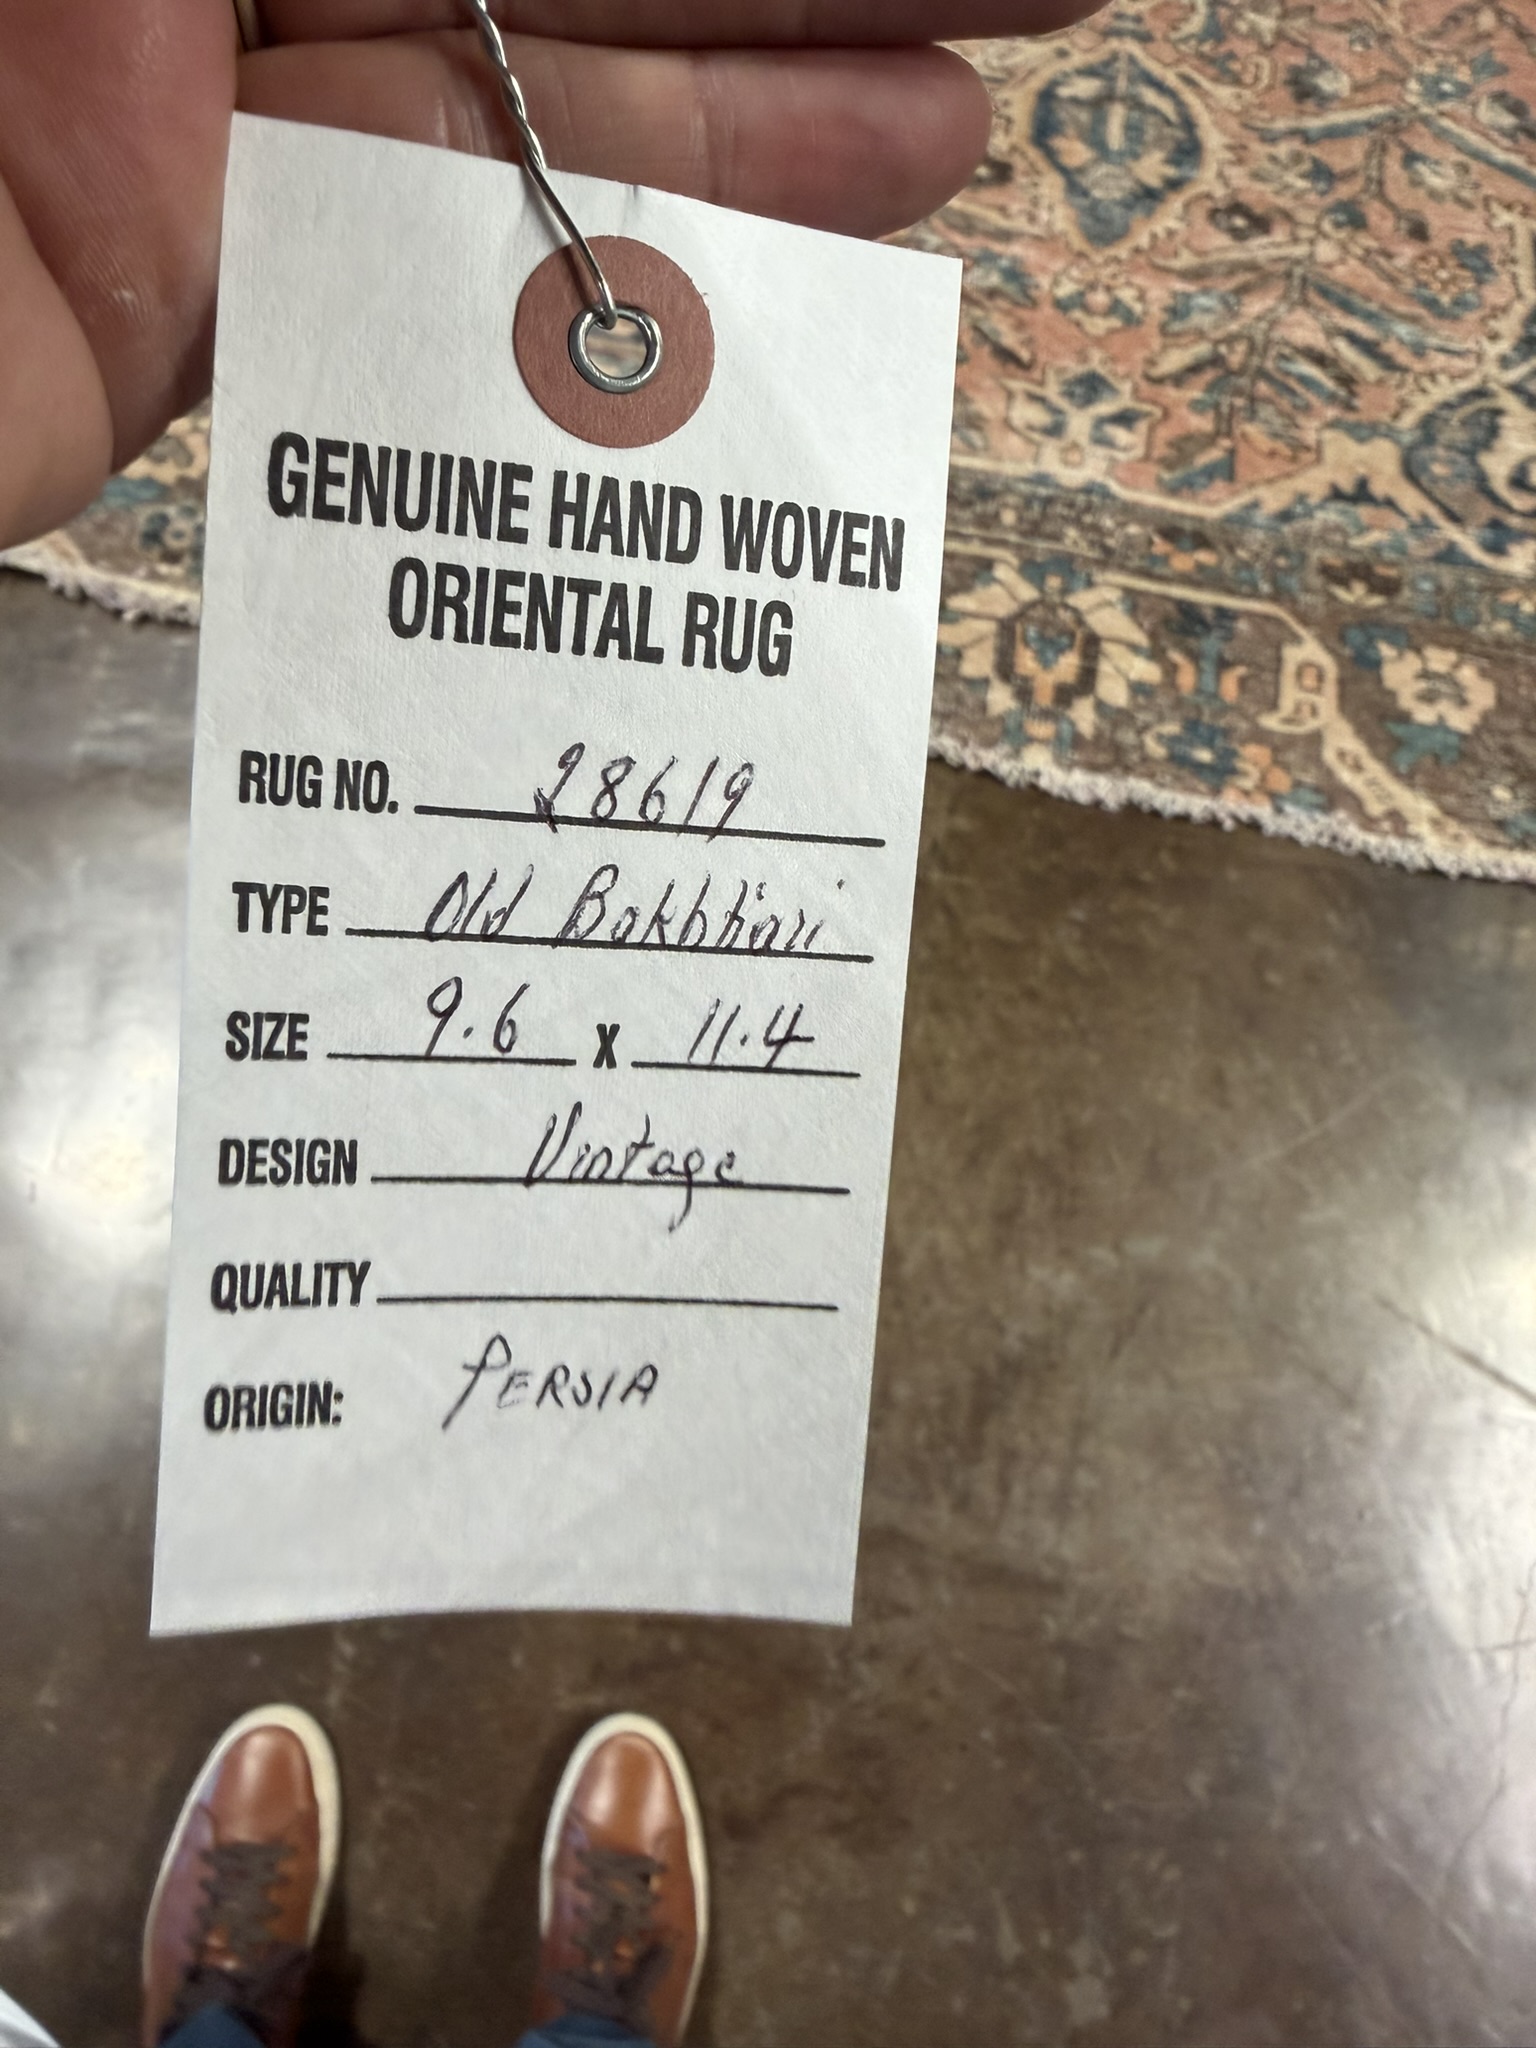 GENUINE HAND WOVEN
ORIENTAL RUG
RUG NO. 28619
TYPE Old Bakhtiari
SIZE 9.6 X 11.4
DESIGN Vintage
QUALITY
ORIGIN: PERSIA